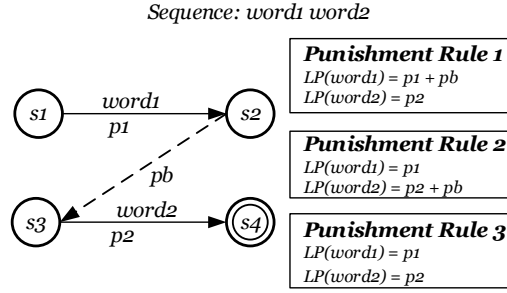 Sequence: word1 word2
s1
word1
p1
s2
pb
s3
word2
p2
s4
Punishment Rule 1
LP(word1) = p1 + pb
LP(word2) = p2
Punishment Rule 2
LP(word1) = p1
LP(word2) = p2 + pb
Punishment Rule 3
LP(word1) = p1
LP(word2) = p2